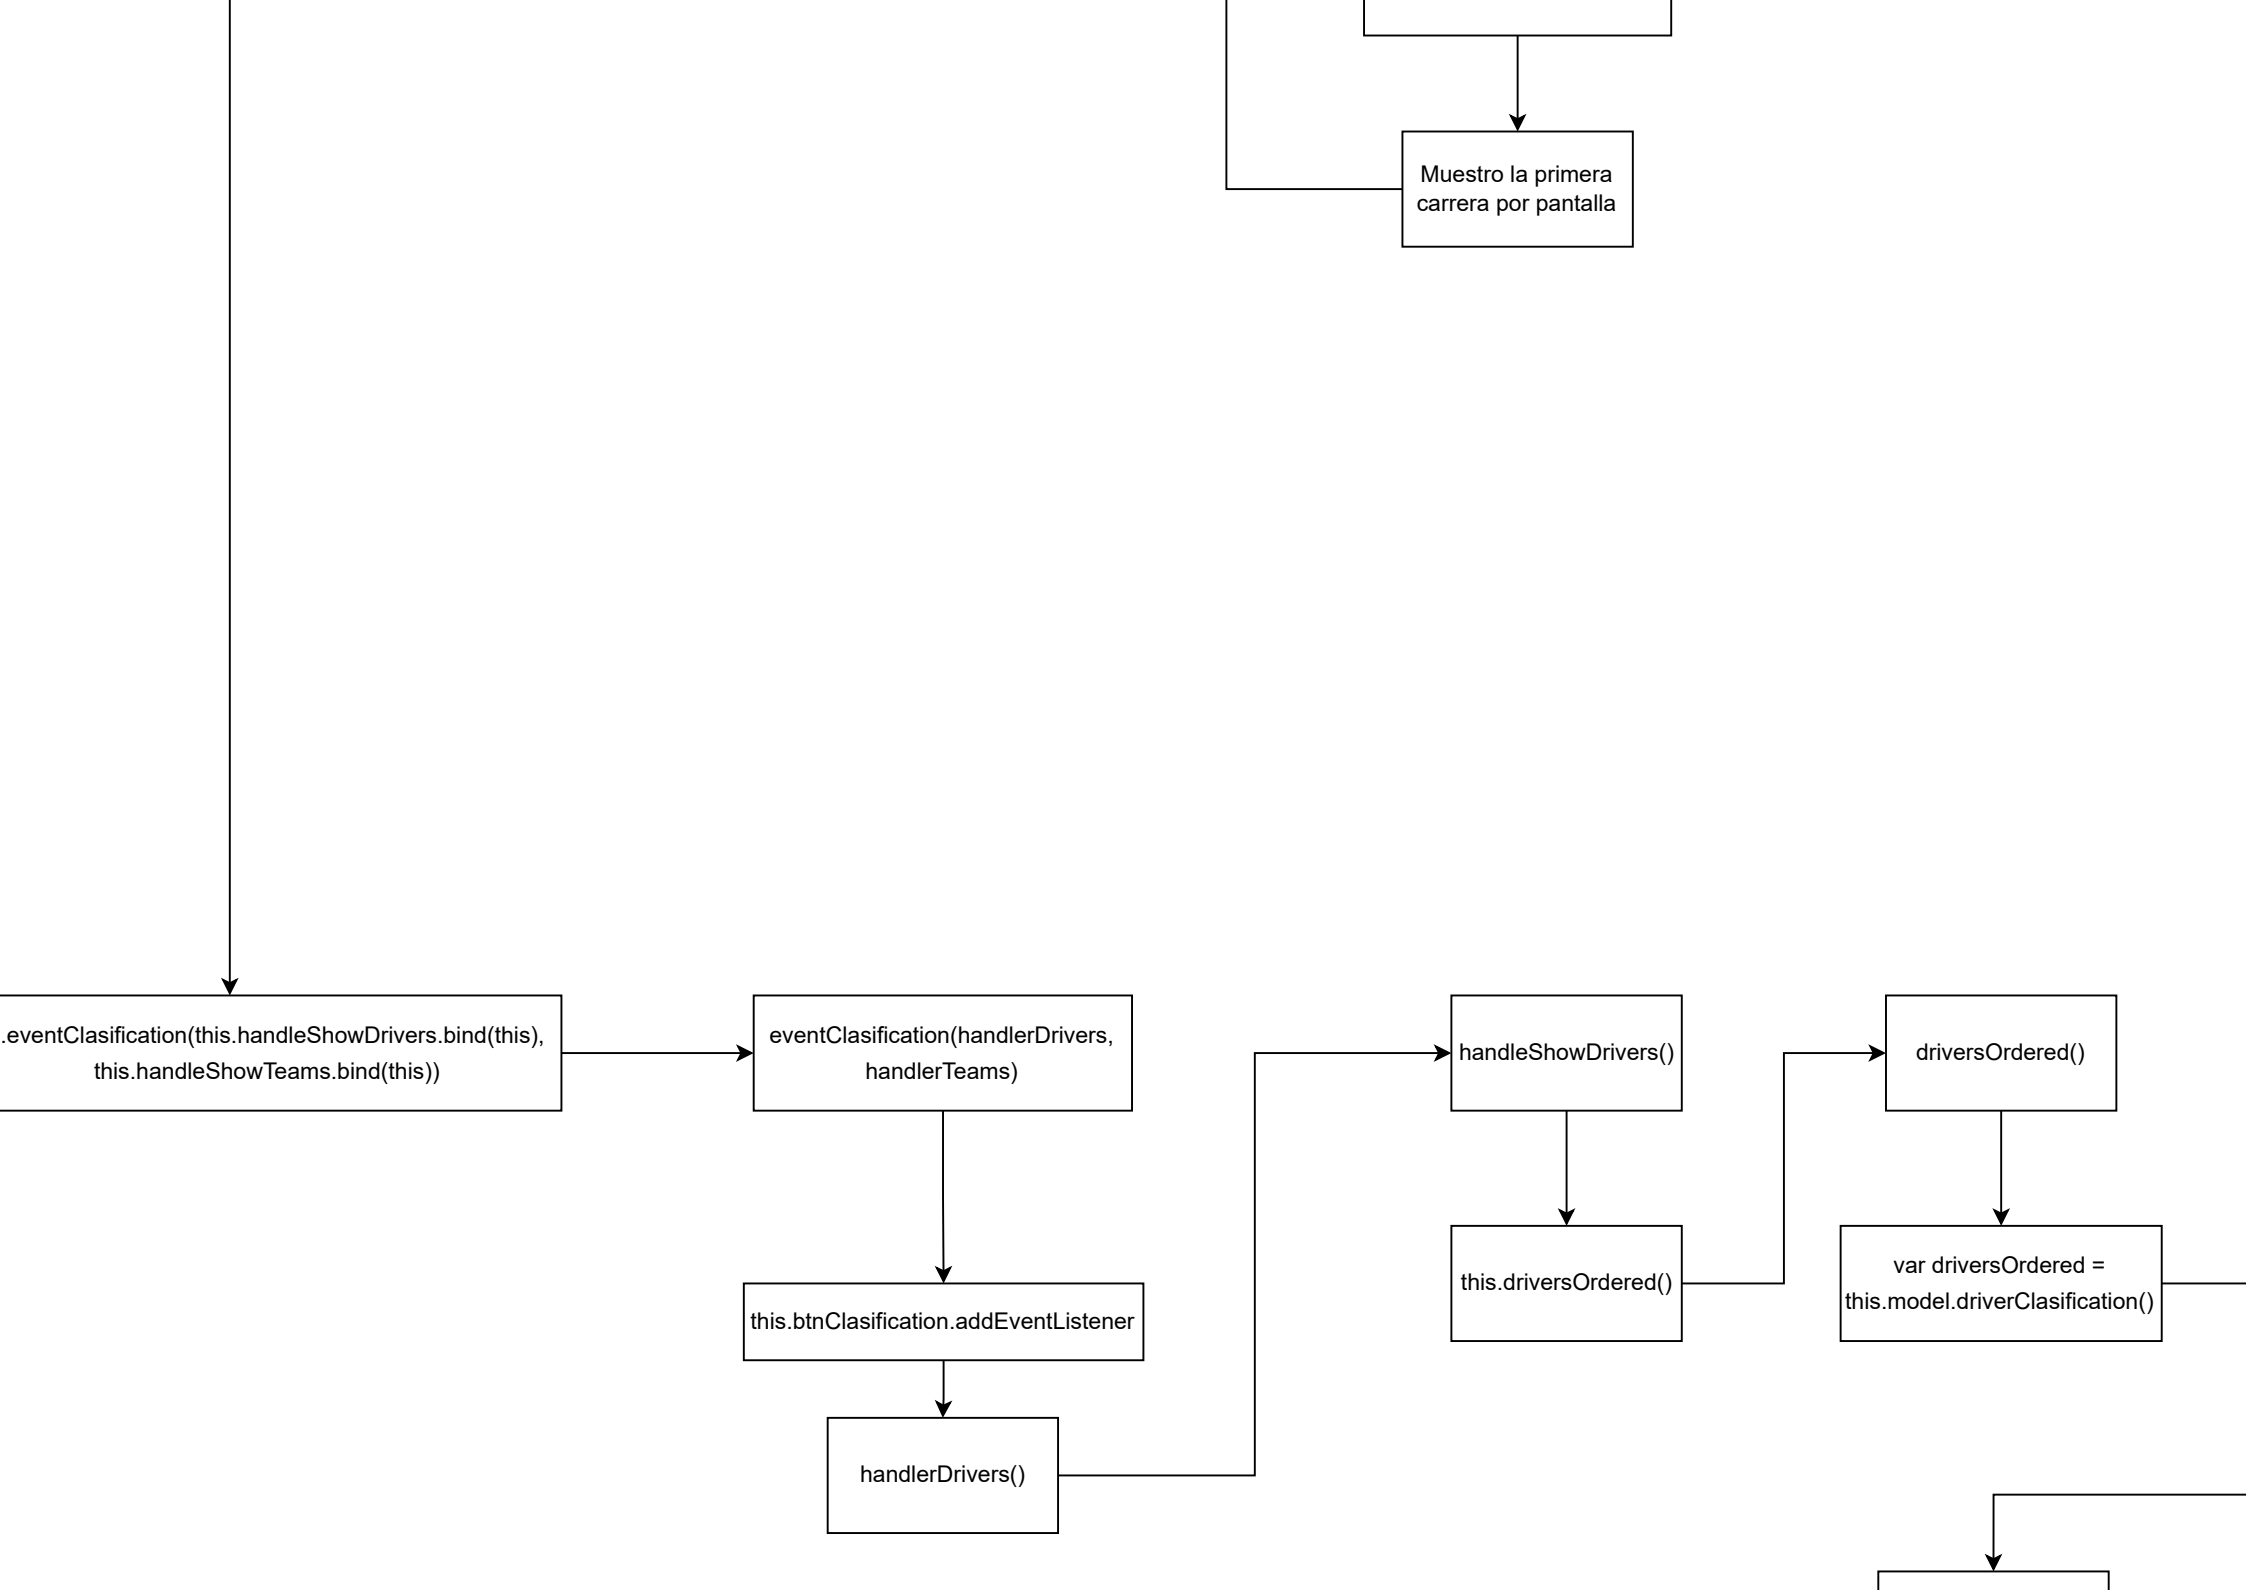 Muestro la primera
carrera por pantalla
.eventClasification(this.handleShowDrivers.bind(this),
this.handleShowTeams.bind(this))
eventClasification(handlerDrivers,
handlerTeams)
this.btnClasification.addEventListener
handlerDrivers()
handleShowDrivers()
this.driversOrdered()
driversOrdered()
var driversOrdered =
this.model.driverClasification()